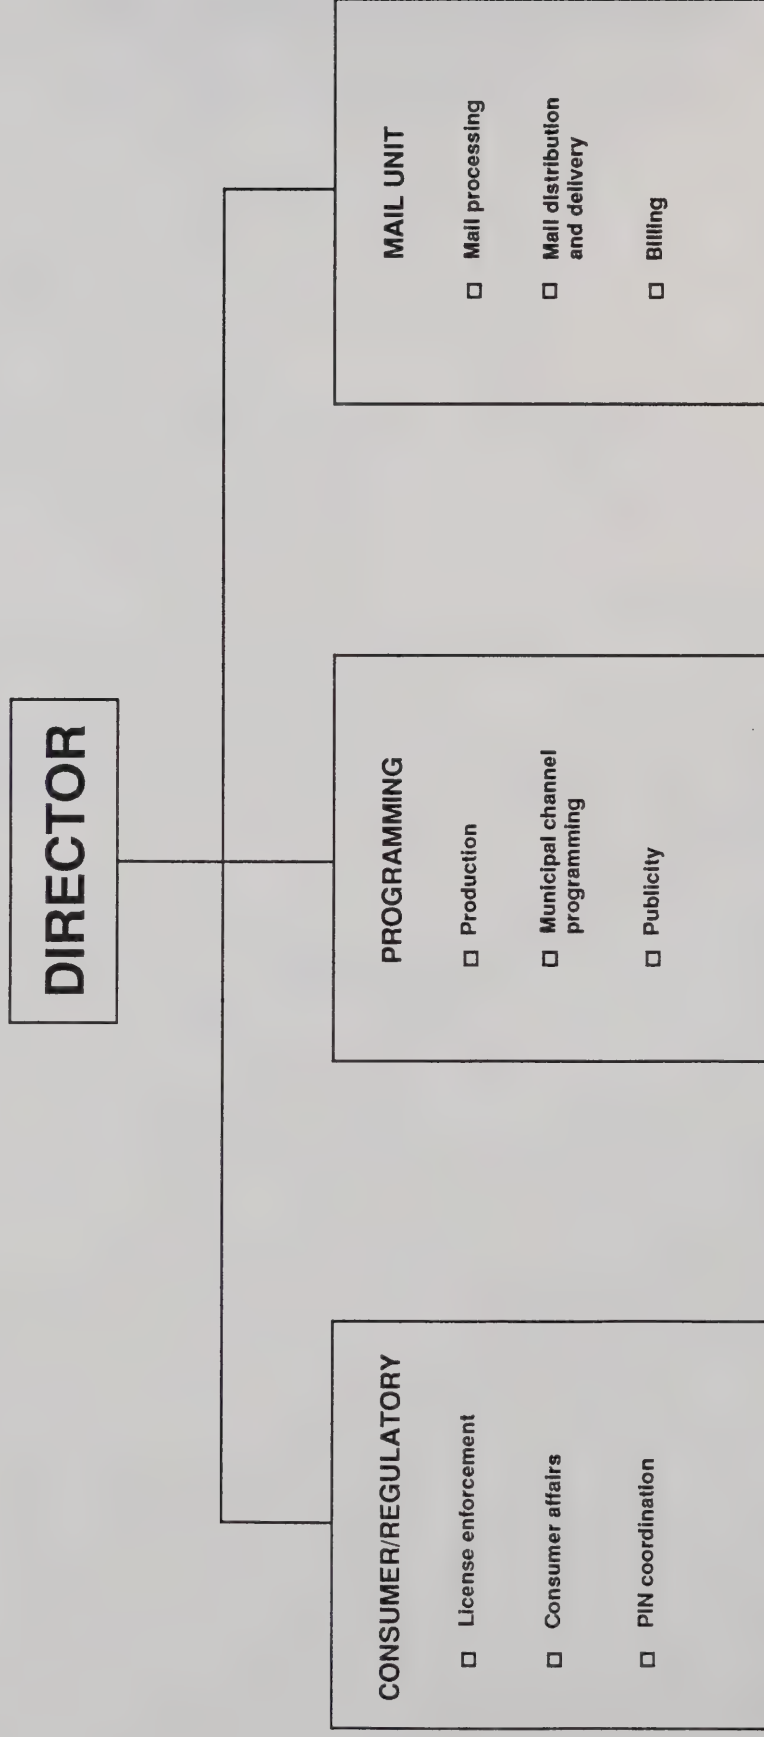 DIRECTOR
CONSUMER/REGULATORY
□ License enforcement
□ Consumer affairs
□ PIN coordination
PROGRAMMING
□ Production
□ Municipal channel
programming
□ Publicity
MAIL UNIT
□ Mail processing
□ Mail distribution
and delivery
□ Billing